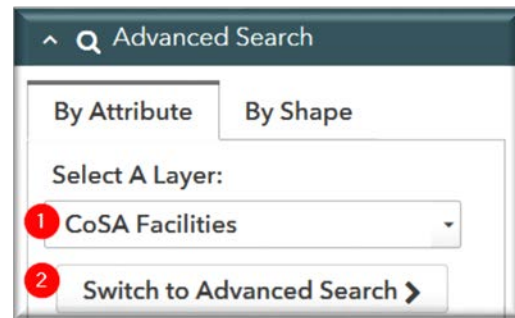 Advanced Search
By Attribute By Shape
Select A Layer:
1 CoSA Facilities
2 Switch to Advanced Search